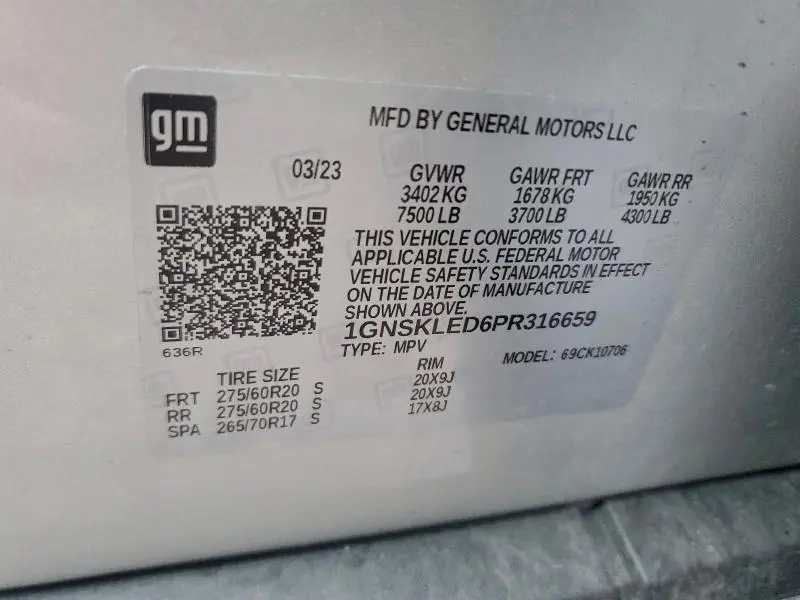 gm
MFD BY GENERAL MOTORS LLC
03/23
GVWR GAWR FRT GAWR RR
3402 KG 1678 KG 1950 KG
7500 LB 3700 LB 4300 LB
THIS VEHICLE CONFORMS TO ALL
APPLICABLE U.S. FEDERAL MOTOR
VEHICLE SAFETY STANDARDS IN EFFECT
ON THE DATE OF MANUFACTURE
SHOWN ABOVE.
1GNSKLED6PR316659
636R
TYPE: MPV MODEL: 69CK10706
TIRE SIZE RIM
FRT 275/60R20 S 20X9J
RR 275/60R20 S 20X9J
SPA 265/70R17 S 17X8J